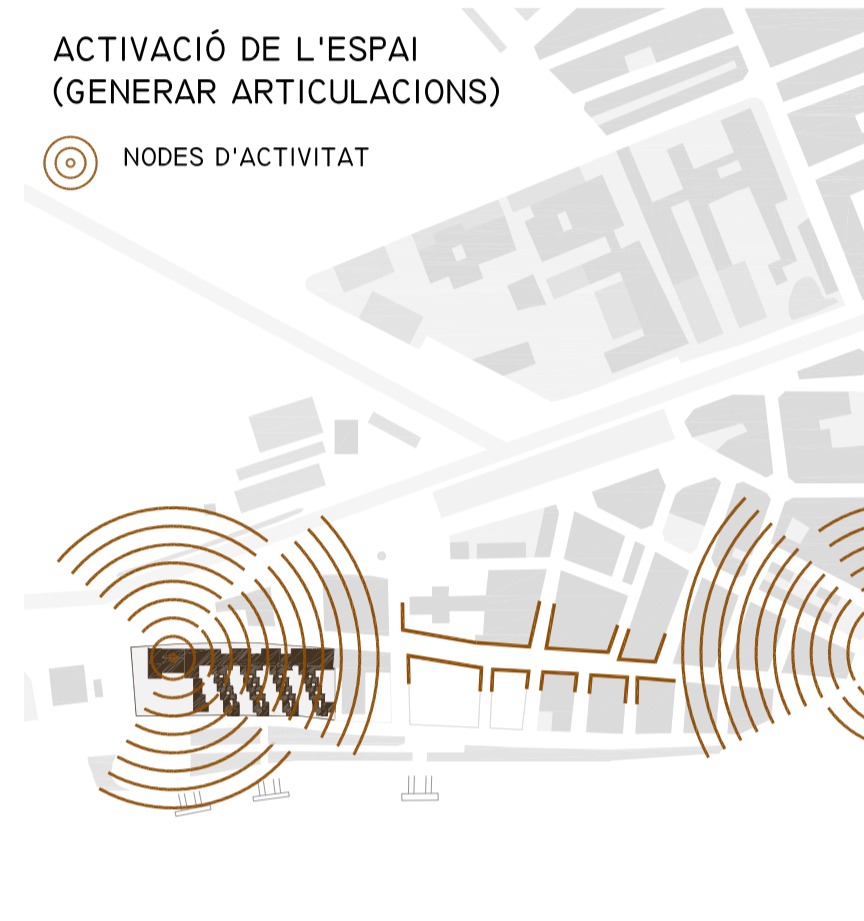 ACTIVACIÓ DE L'ESPAI
(GENERAR ARTICULACIONS)
NODES D'ACTIVITAT